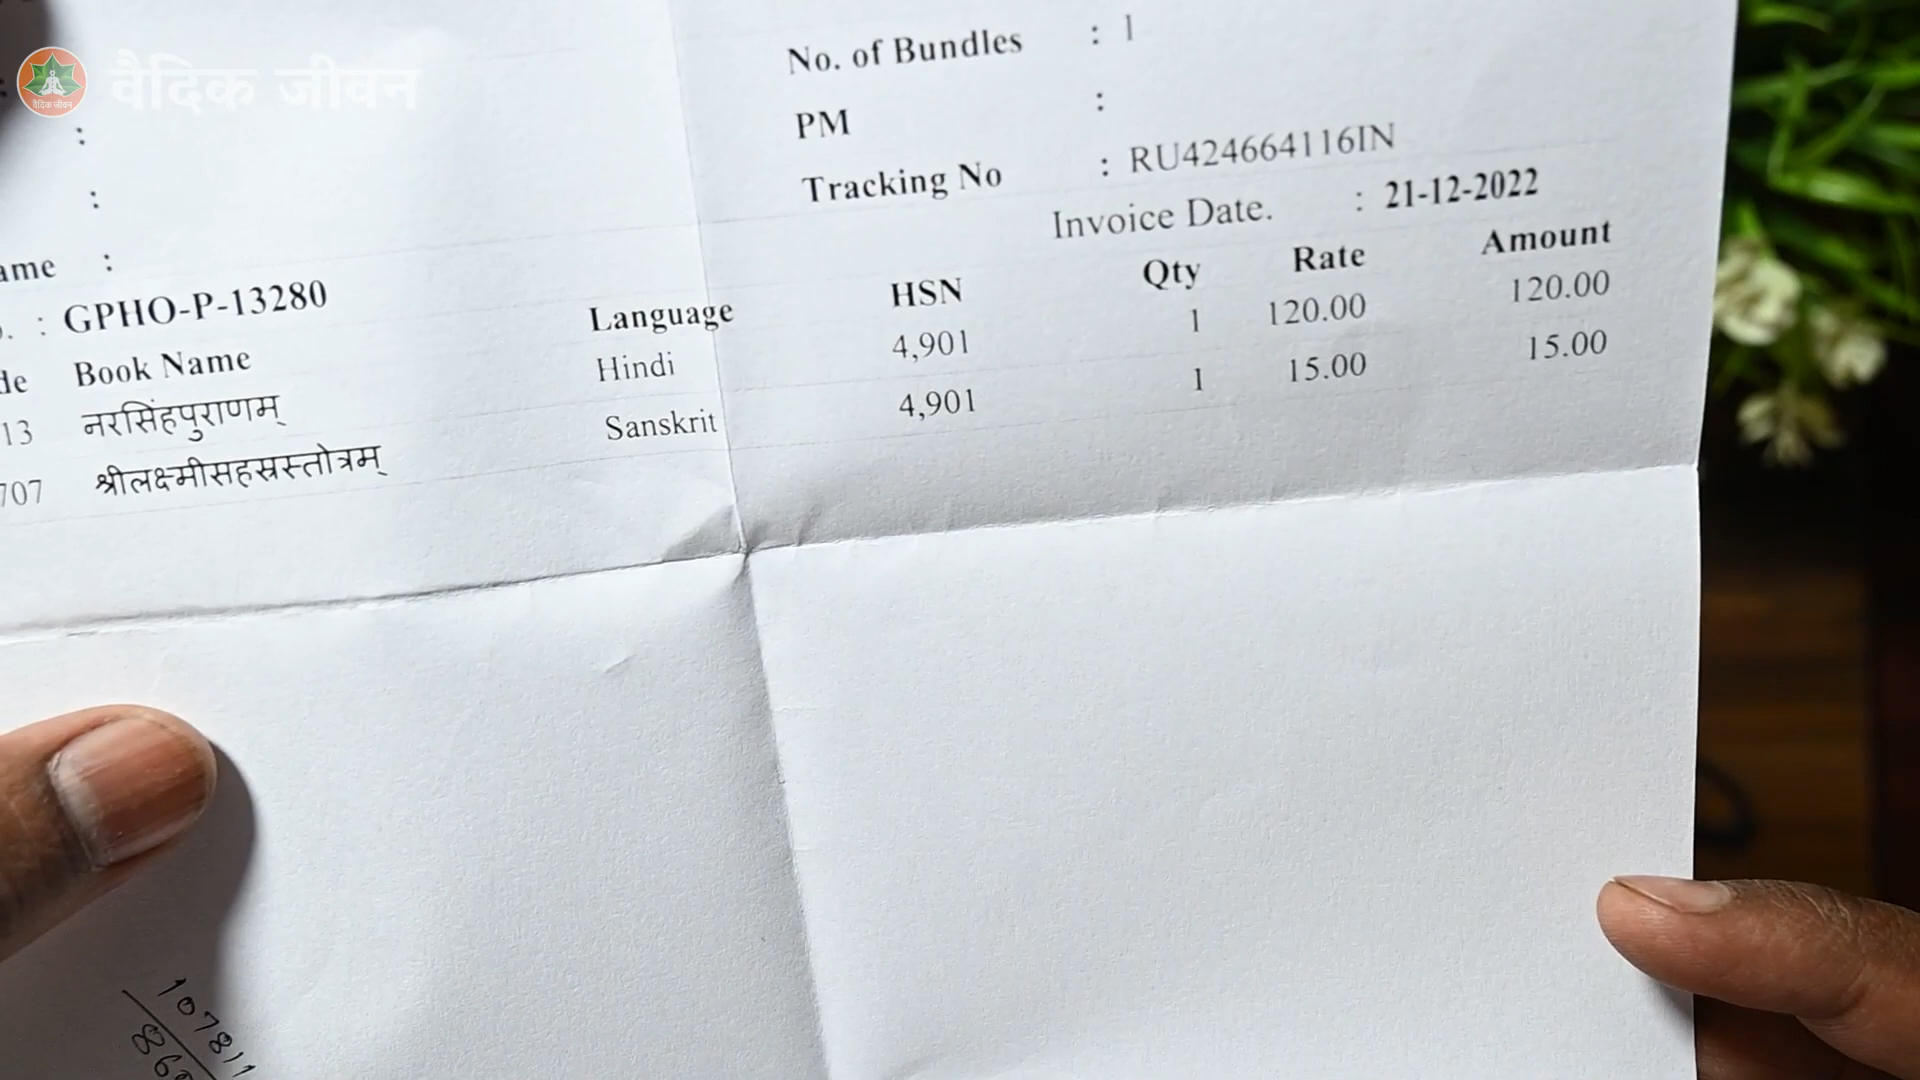 वैदिक जीवन
वैदिक जीवन
No. of Bundles : 1
:
PM :
:
Tracking No : RU424664116IN
Invoice Date. : 21-12-2022
ame :
. : GPHO-P-13280
de Book Name Language HSN Qty Rate Amount
13 नरसिंहपुराणम् Hindi 4,901 1 120.00 120.00
707 श्रीलक्ष्मीसहस्रस्तोत्रम् Sanskrit 4,901 1 15.00 15.00